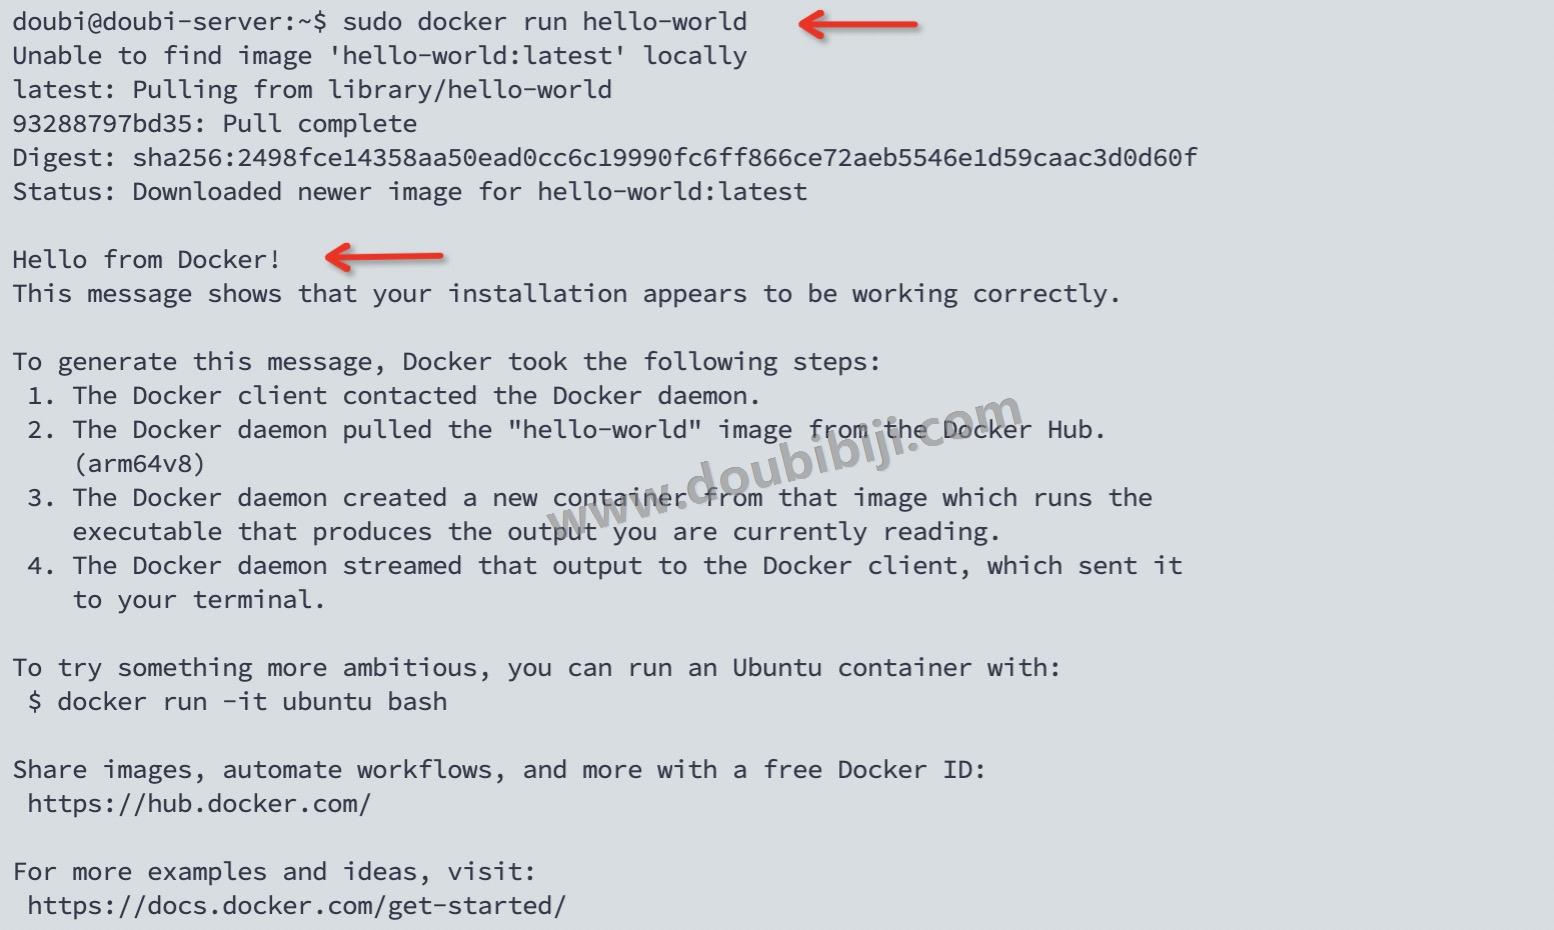 doubi@doubi-server:~$ sudo docker run hello-world
Unable to find image 'hello-world:latest' locally
latest: Pulling from library/hello-world
93288797bd35: Pull complete
Digest: sha256:2498fce14358aa50ead0cc6c19990fc6ff866ce72aeb5546e1d59caac3d0d60f
Status: Downloaded newer image for hello-world:latest
Hello from Docker!
This message shows that your installation appears to be working correctly.
To generate this message, Docker took the following steps:
1. The Docker client contacted the Docker daemon.
2. The Docker daemon pulled the "hello-world" image from the Docker Hub.
(arm64v8)
3. The Docker daemon created a new container from that image which runs the
executable that produces the output you are currently reading.
4. The Docker daemon streamed that output to the Docker client, which sent it
to your terminal.
To try something more ambitious, you can run an Ubuntu container with:
$ docker run -it ubuntu bash
Share images, automate workflows, and more with a free Docker ID:
https://hub.docker.com/
For more examples and ideas, visit:
https://docs.docker.com/get-started/
www.doubibiji.com